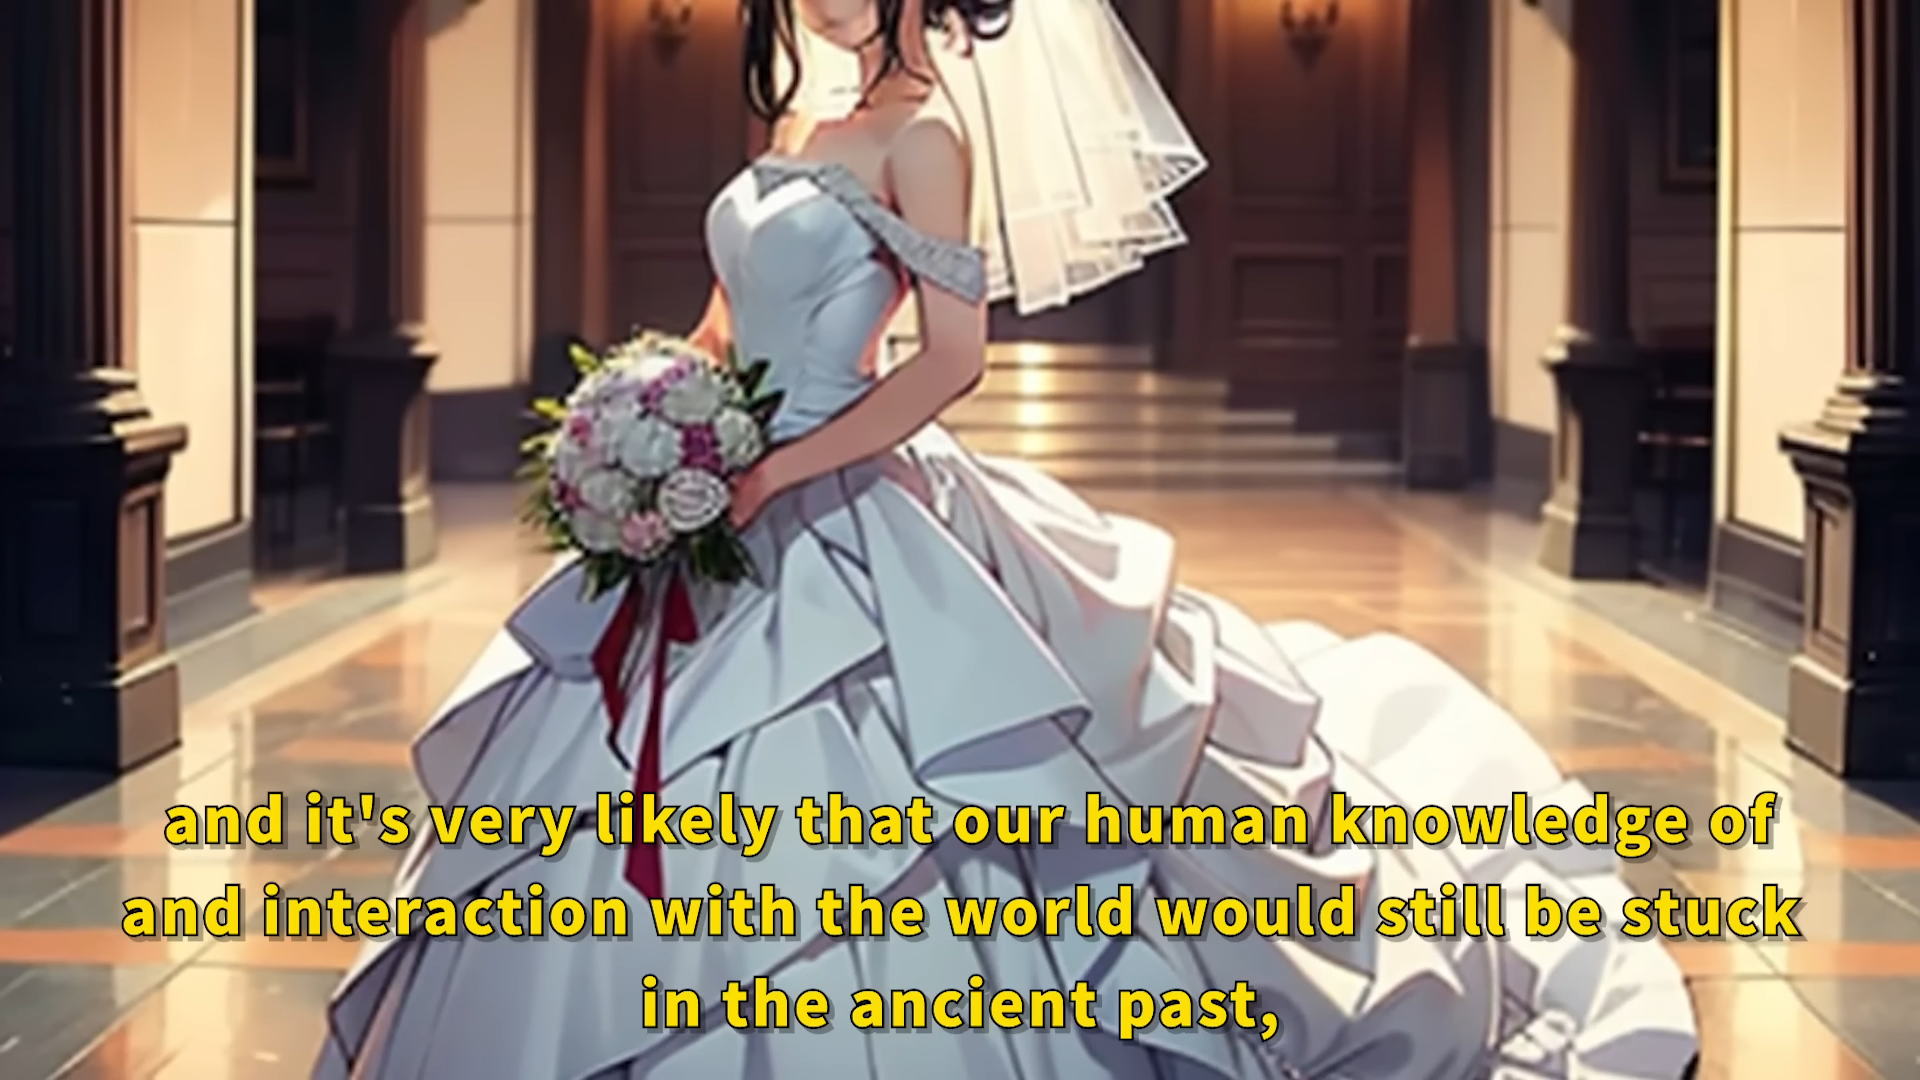 and it's very likely that our human knowledge of
and interaction with the world would still be stuck
in the ancient past,